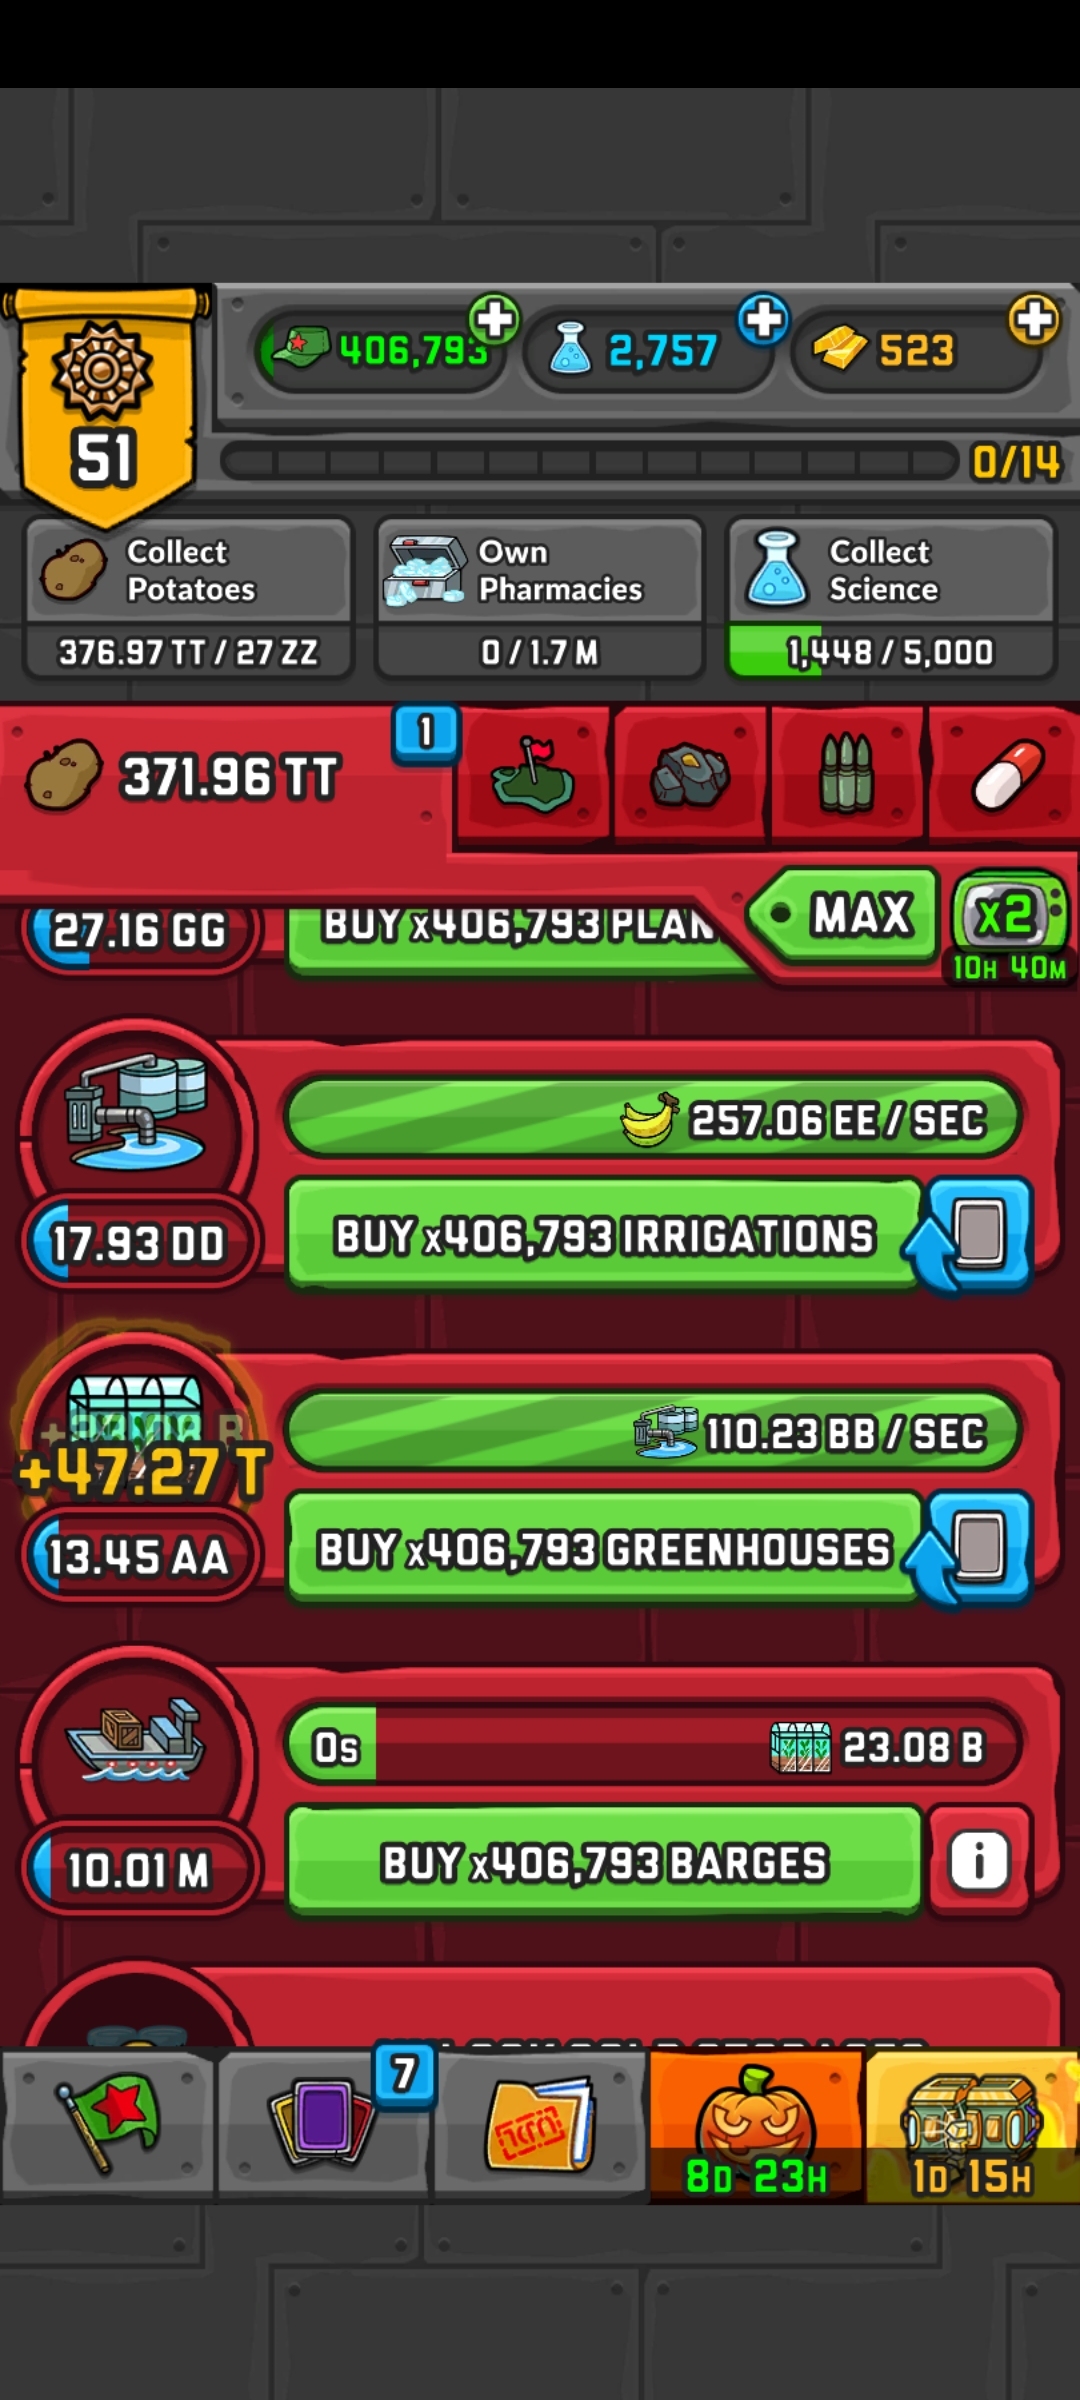 406,793
2,757
523
51
0/14
Collect
Potatoes
376.97 TT / 27 ZZ
Own
Pharmacies
0 / 1.7 M
Collect
Science
1,448 / 5,000
371.96 TT
1
MAX
x2
10H 40M
27.16 GG
BUY x406,793 PLAN
257.06 EE / SEC
17.93 DD
BUY x406,793 IRRIGATIONS
110.23 BB / SEC
+47.27 T
13.45 AA
BUY x406,793 GREENHOUSES
0s
23.08 B
10.01 M
BUY x406,793 BARGES
i
7
8D 23H
1D 15H